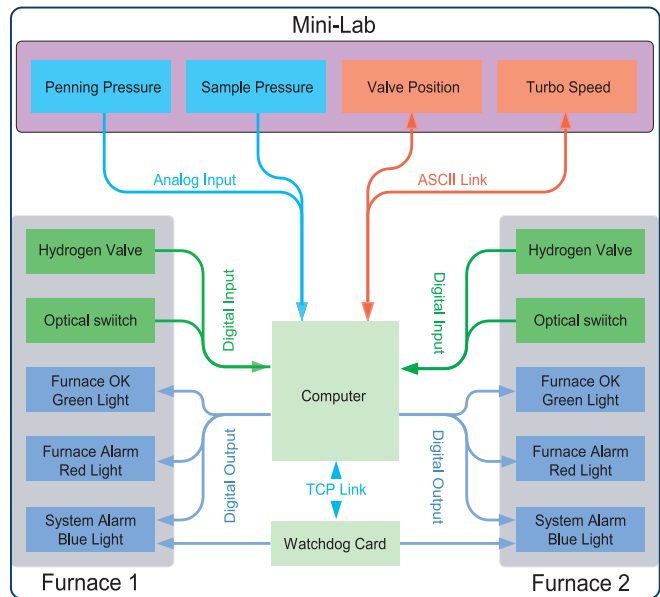 Mini-Lab
Penning Pressure
Sample Pressure
Valve Position
Turbo Speed
Analog Input
ASCII Link
Hydrogen Valve
Optical swiitch
Furnace OK
Green Light
Furnace Alarm
Red Light
System Alarm
Blue Light
Furnace 1
Digital Input
Digital Output
Computer
TCP Link
Watchdog Card
Digital Input
Digital Output
Hydrogen Valve
Optical swiitch
Furnace OK
Green Light
Furnace Alarm
Red Light
System Alarm
Blue Light
Furnace 2